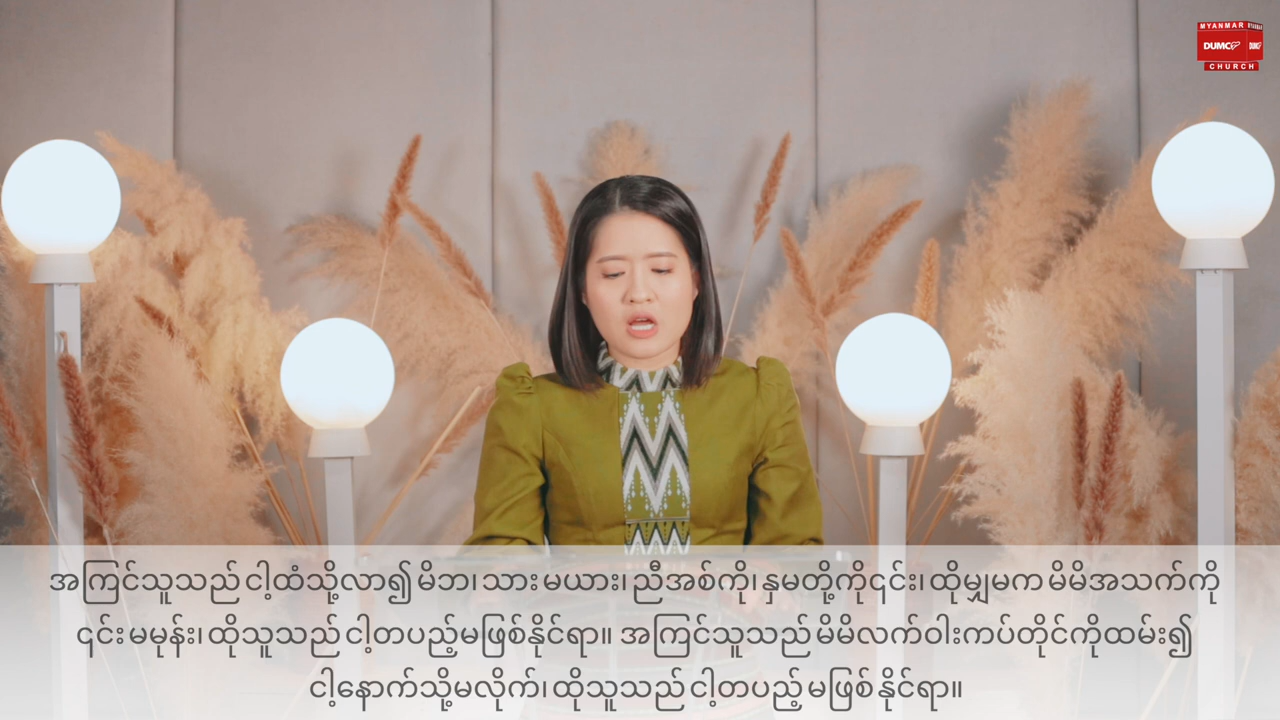 MYANMAR
DUMC
CHURCH
အကြင်သူသည် ငါ့ထံသို့လာ၍ မိဘ၊ သား မယား၊ ညီအစ်ကို၊ နှမတို့ကို၎င်း၊ ထိုမျှမက မိမိအသက်ကို
၎င်း မမုန်း၊ ထိုသူသည် ငါ့တပည့်မဖြစ်နိုင်ရာ။ အကြင်သူသည် မိမိလက်ဝါးကပ်တိုင်ကိုထမ်း၍
ငါ့နောက်သို့မလိုက်၊ ထိုသူသည် ငါ့တပည့် မဖြစ်နိုင်ရာ။